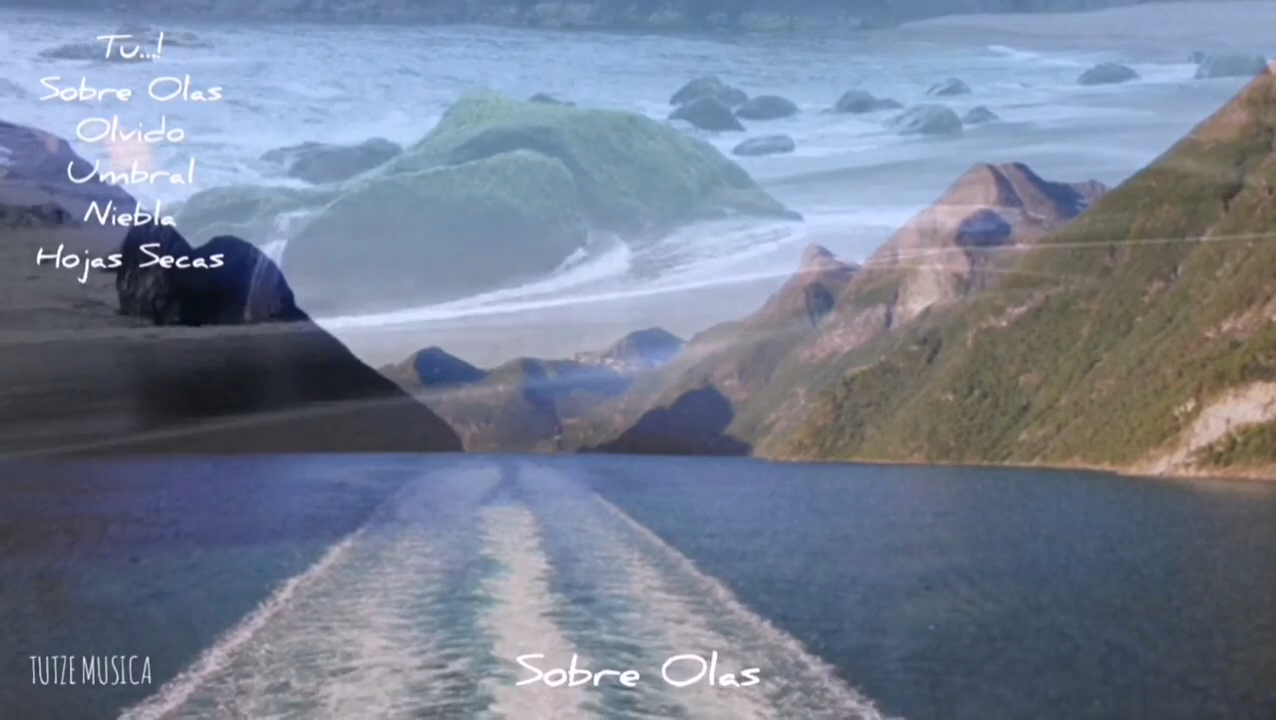 Tu...!
Sobre Olas
Olvido
Umbral
Niebla
Hojas Secas
TUTZE MUSICA
Sobre Olas